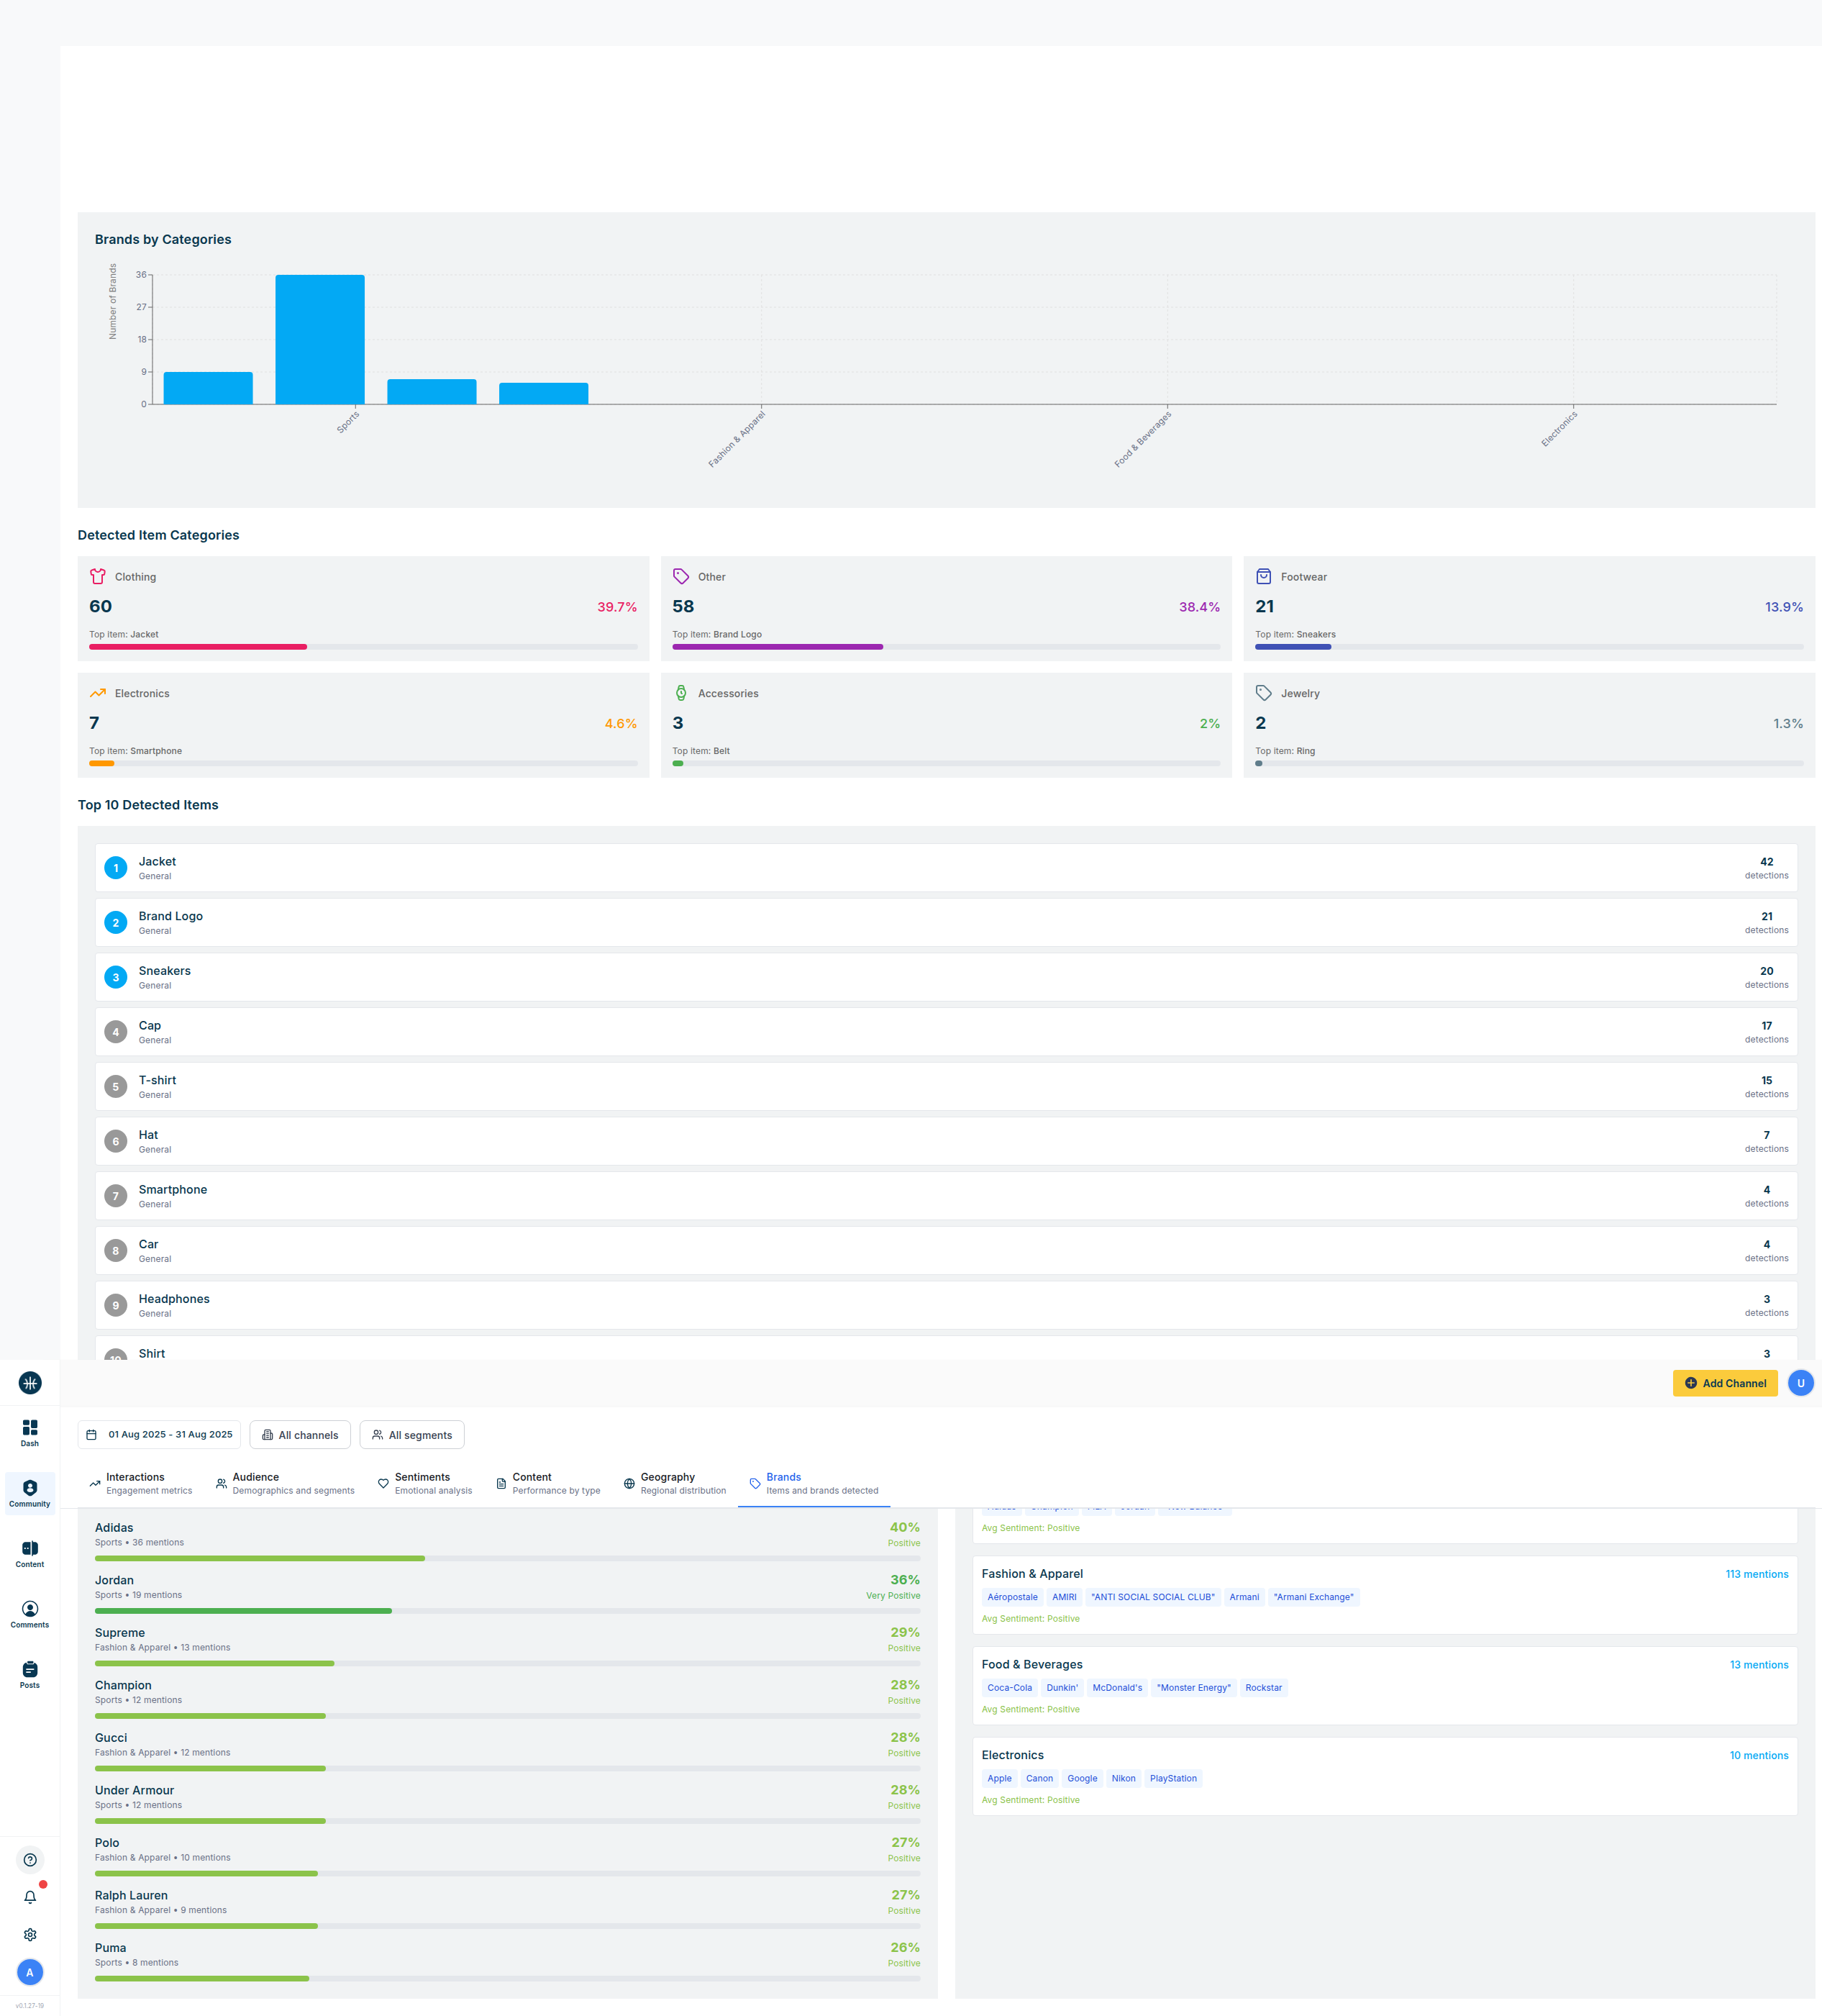 Brands by Categories
Number of Brands
36
27
18
9
0
Sports
Fashion & Apparel
Food & Beverages
Electronics
Detected Item Categories
Clothing
60
39.7%
Top item: Jacket
Other
58
38.4%
Top item: Brand Logo
Footwear
21
13.9%
Top item: Sneakers
Electronics
7
4.6%
Top item: Smartphone
Accessories
3
2%
Top item: Belt
Jewelry
2
1.3%
Top item: Ring
Top 10 Detected Items
1
Jacket
General
42
detections
2
Brand Logo
General
21
detections
3
Sneakers
General
20
detections
4
Cap
General
17
detections
5
T-shirt
General
15
detections
6
Hat
General
7
detections
7
Smartphone
General
4
detections
8
Car
General
4
detections
9
Headphones
General
3
detections
Shirt
3
Add Channel
U
Dash
Community
Content
Comments
Posts
A
v0.1.27-19
01 Aug 2025 - 31 Aug 2025
All channels
All segments
Interactions
Engagement metrics
Audience
Demographics and segments
Sentiments
Emotional analysis
Content
Performance by type
Geography
Regional distribution
Brands
Items and brands detected
Adidas
Sports • 36 mentions
40%
Positive
Jordan
Sports • 19 mentions
36%
Very Positive
Supreme
Fashion & Apparel • 13 mentions
29%
Positive
Champion
Sports • 12 mentions
28%
Positive
Gucci
Fashion & Apparel • 12 mentions
28%
Positive
Under Armour
Sports • 12 mentions
28%
Positive
Polo
Fashion & Apparel • 10 mentions
27%
Positive
Ralph Lauren
Fashion & Apparel • 9 mentions
27%
Positive
Puma
Sports • 8 mentions
26%
Positive
Avg Sentiment: Positive
Fashion & Apparel
113 mentions
Aéropostale
AMIRI
"ANTI SOCIAL SOCIAL CLUB"
Armani
"Armani Exchange"
Avg Sentiment: Positive
Food & Beverages
13 mentions
Coca-Cola
Dunkin'
McDonald's
"Monster Energy"
Rockstar
Avg Sentiment: Positive
Electronics
10 mentions
Apple
Canon
Google
Nikon
PlayStation
Avg Sentiment: Positive